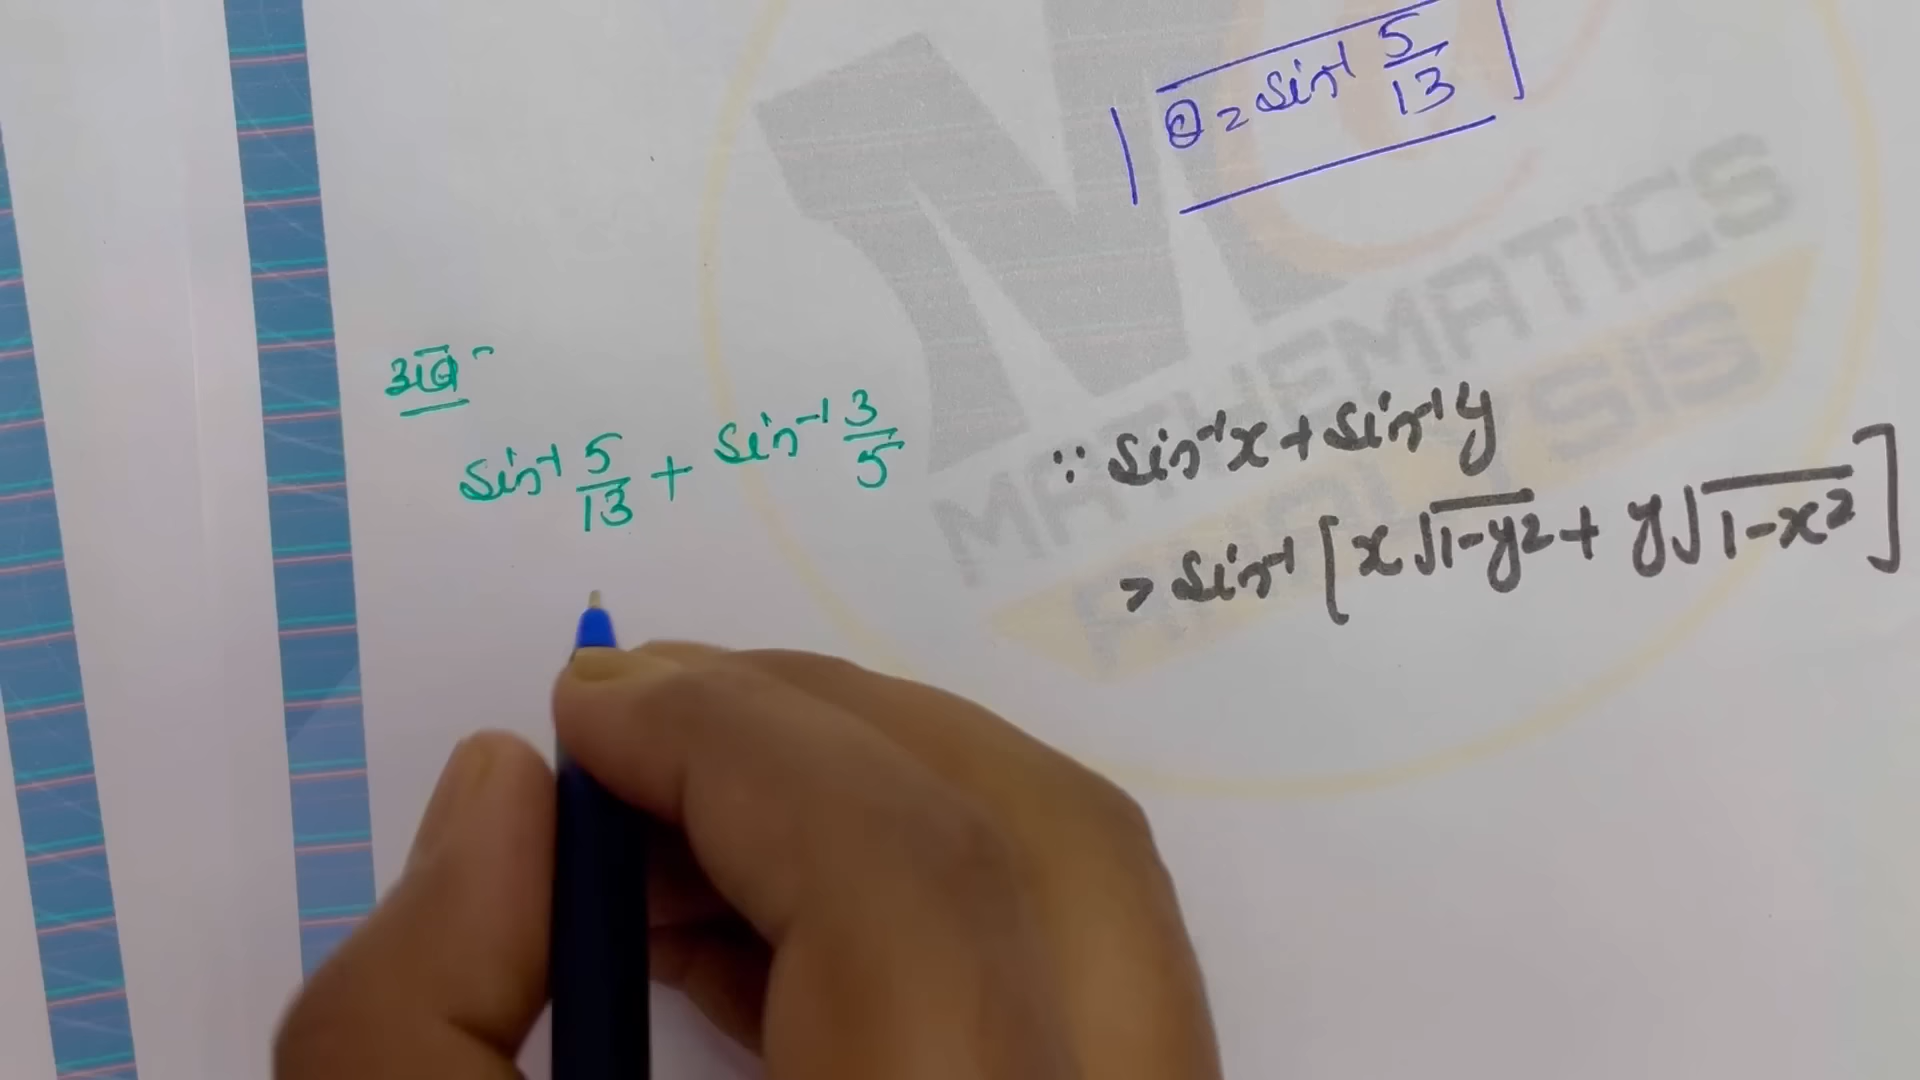 θ = sin⁻¹ 5/13
अब
sin⁻¹ 5/13 + sin⁻¹ 3/5
∵ sin⁻¹x + sin⁻¹y
= sin⁻¹ [x√1-y² + y√1-x²]
MATHEMATICS
ANALYSIS